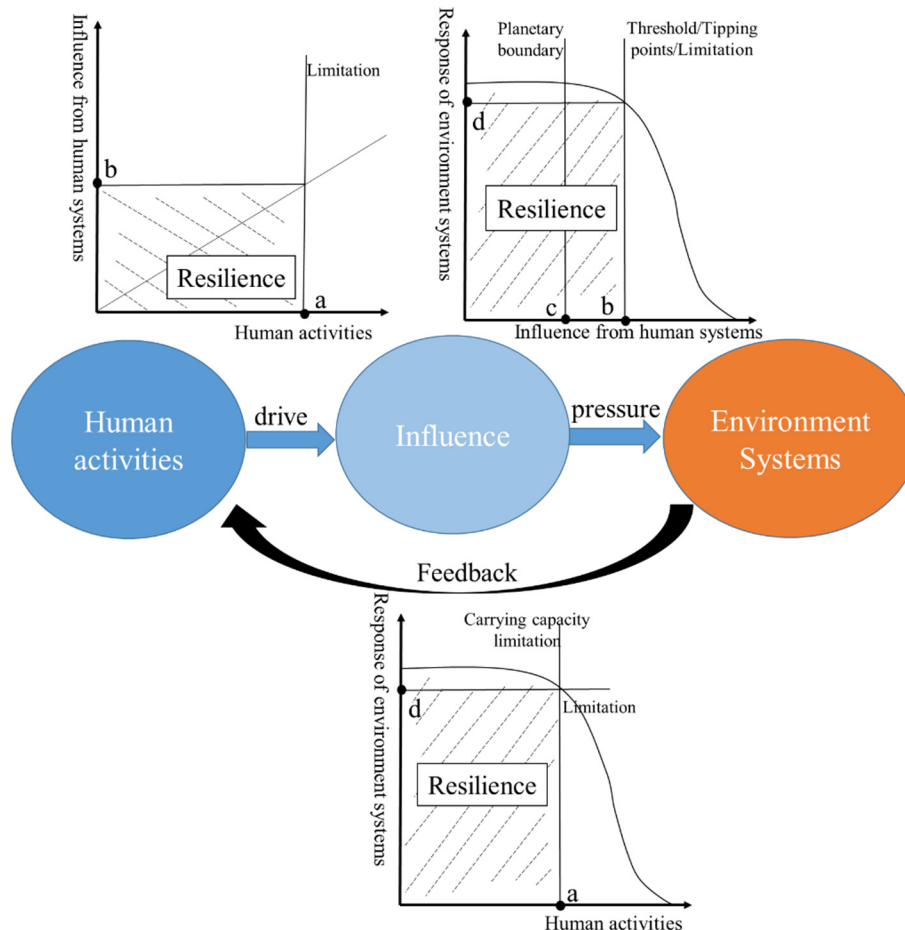 Influence from human systems
Limitation
b
Resilience
a
Human activities
Response of environment systems
Planetary
boundary
Threshold/Tipping
points/Limitation
d
Resilience
c
b
Influence from human systems
Human
activities
drive
Influence
pressure
Environment
Systems
Feedback
Response of environment systems
Carrying capacity
limitation
d
Limitation
Resilience
a
Human activities